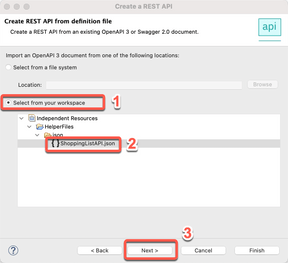 Create a REST API
Create REST API from definition file
Create a REST API from an existing OpenAPI 3 or Swagger 2.0 document.
api
Import an OpenAPI 3 document from one of the following locations:
Select from a file system
Location:
Browse
Select from your workspace
1
Independent Resources
HelperFiles
json
{ } ShoppingListAPI.json
2
3
?
< Back
Next >
Cancel
Finish